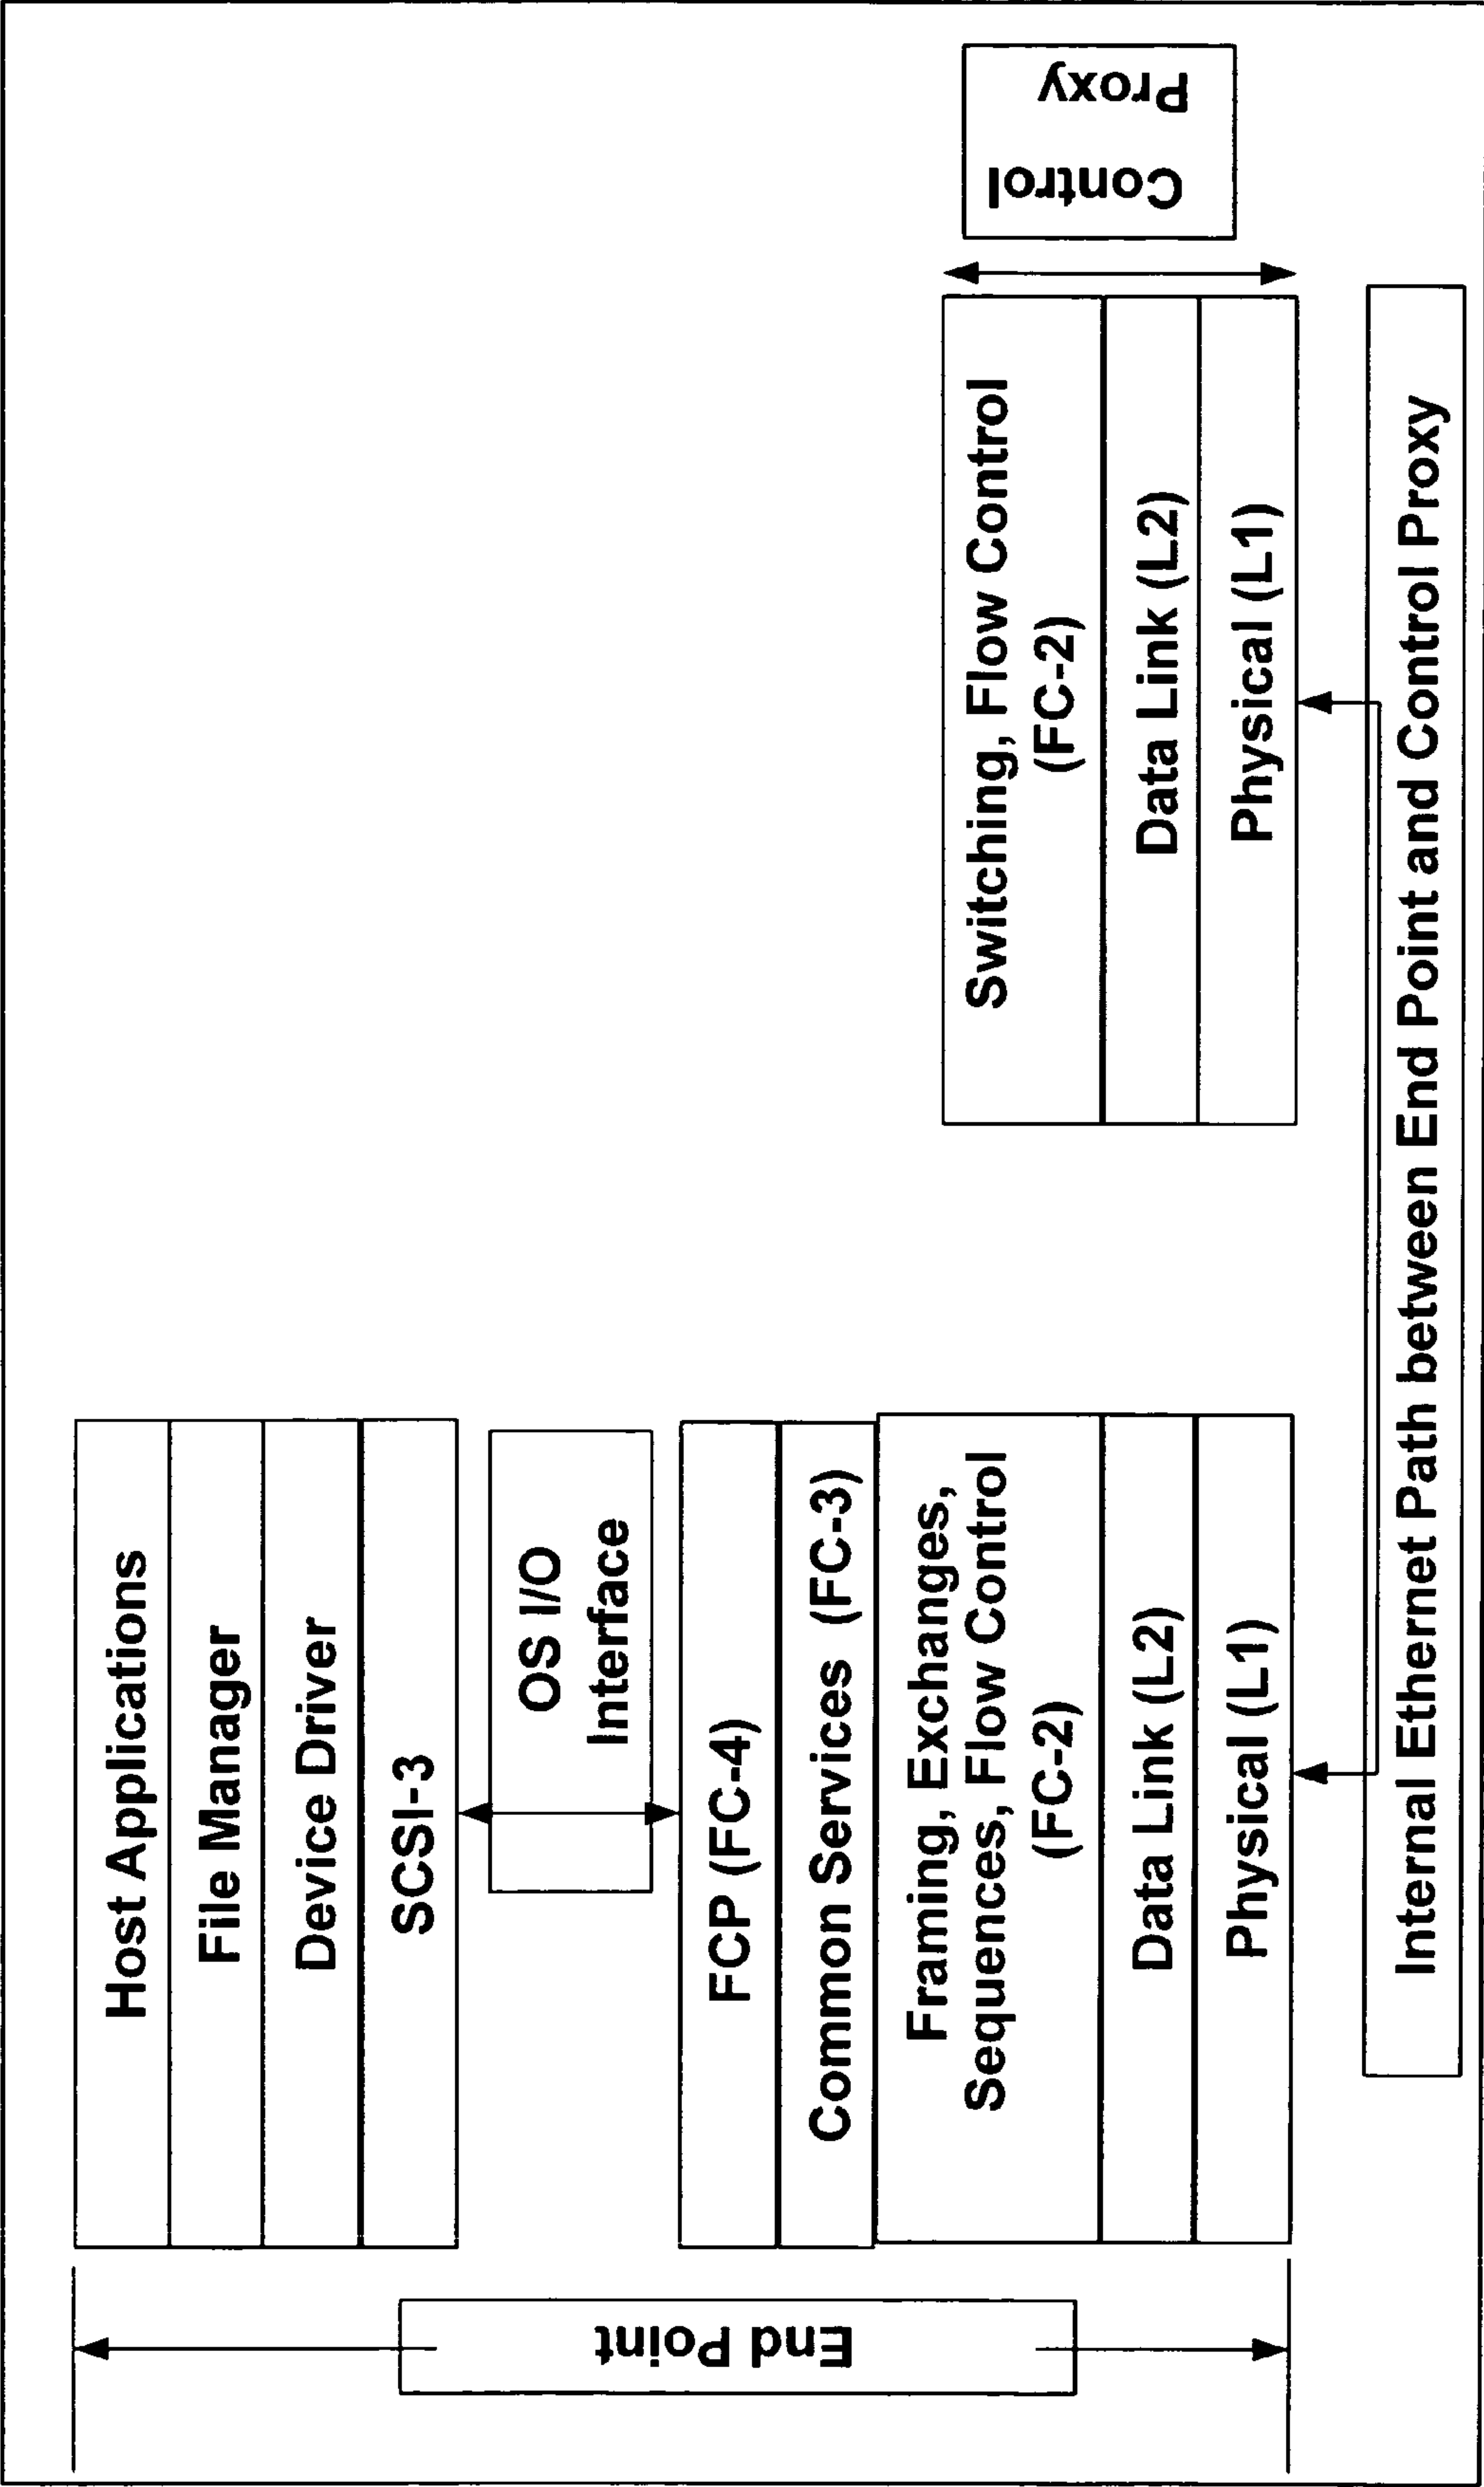 Host Applications
File Manager
Device Driver
SCSI-3
OS I/O
Interface
FCP (FC-4)
Common Services (FC-3)
Framing, Exchanges,
Sequences, Flow Control
(FC-2)
Data Link (L2)
Physical (L1)
End Point
Switching, Flow Control
(FC-2)
Data Link (L2)
Physical (L1)
Control
Proxy
Internal Ethernet Path between End Point and Control Proxy